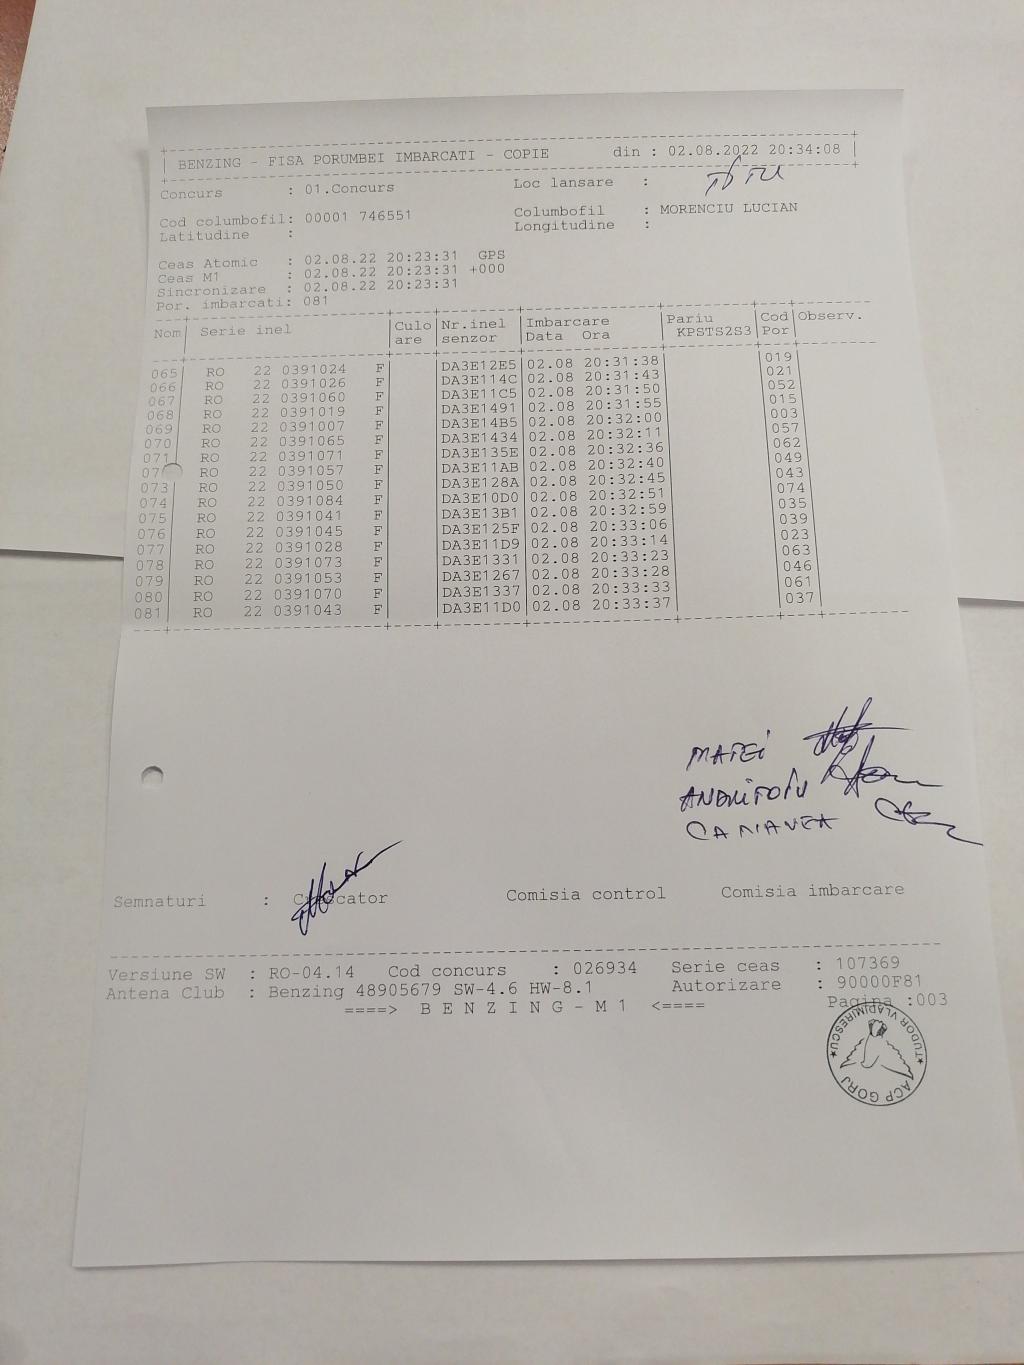 BENZING - FISA PORUMBEI IMBARCATI - COPIE din : 02.08.2022 20:34:08
Concurs : 01.Concurs Loc lansare :
Cod columbofil: 00001 746551 Columbofil : MORENCIU LUCIAN
Latitudine : Longitudine :
Ceas Atomic : 02.08.22 20:23:31 GPS
Ceas M1 : 02.08.22 20:23:31 +000
Sincronizare : 02.08.22 20:23:31
Por. imbarcati: 081
Nom Serie inel Culo Nr.inel Imbarcare Pariu Cod Observ.
are senzor Data Ora KPSTS2S3 Por
065 RO 22 0391024 F DA3E12E5 02.08 20:31:38 019
066 RO 22 0391026 F DA3E114C 02.08 20:31:43 021
067 RO 22 0391060 F DA3E11C5 02.08 20:31:50 052
068 RO 22 0391019 F DA3E1491 02.08 20:31:55 015
069 RO 22 0391007 F DA3E14B5 02.08 20:32:00 003
070 RO 22 0391065 F DA3E1434 02.08 20:32:11 057
071 RO 22 0391071 F DA3E135E 02.08 20:32:36 062
07 RO 22 0391057 F DA3E11AB 02.08 20:32:40 049
073 RO 22 0391050 F DA3E128A 02.08 20:32:45 043
074 RO 22 0391084 F DA3E10D0 02.08 20:32:51 074
075 RO 22 0391041 F DA3E13B1 02.08 20:32:59 035
076 RO 22 0391045 F DA3E125F 02.08 20:33:06 039
077 RO 22 0391028 F DA3E11D9 02.08 20:33:14 023
078 RO 22 0391073 F DA3E1331 02.08 20:33:23 063
079 RO 22 0391053 F DA3E1267 02.08 20:33:28 046
080 RO 22 0391070 F DA3E1337 02.08 20:33:33 061
081 RO 22 0391043 F DA3E11D0 02.08 20:33:37 037
MATEI
Semnaturi : Crescator Comisia control Comisia imbarcare
Versiune SW : RO-04.14 Cod concurs : 026934 Serie ceas : 107369
Antena Club : Benzing 48905679 SW-4.6 HW-8.1 Autorizare : 90000F81
====> B E N Z I N G - M 1 <==== Pagina :003
ACP GORJ * TUDOR VLADIMIRESCU *